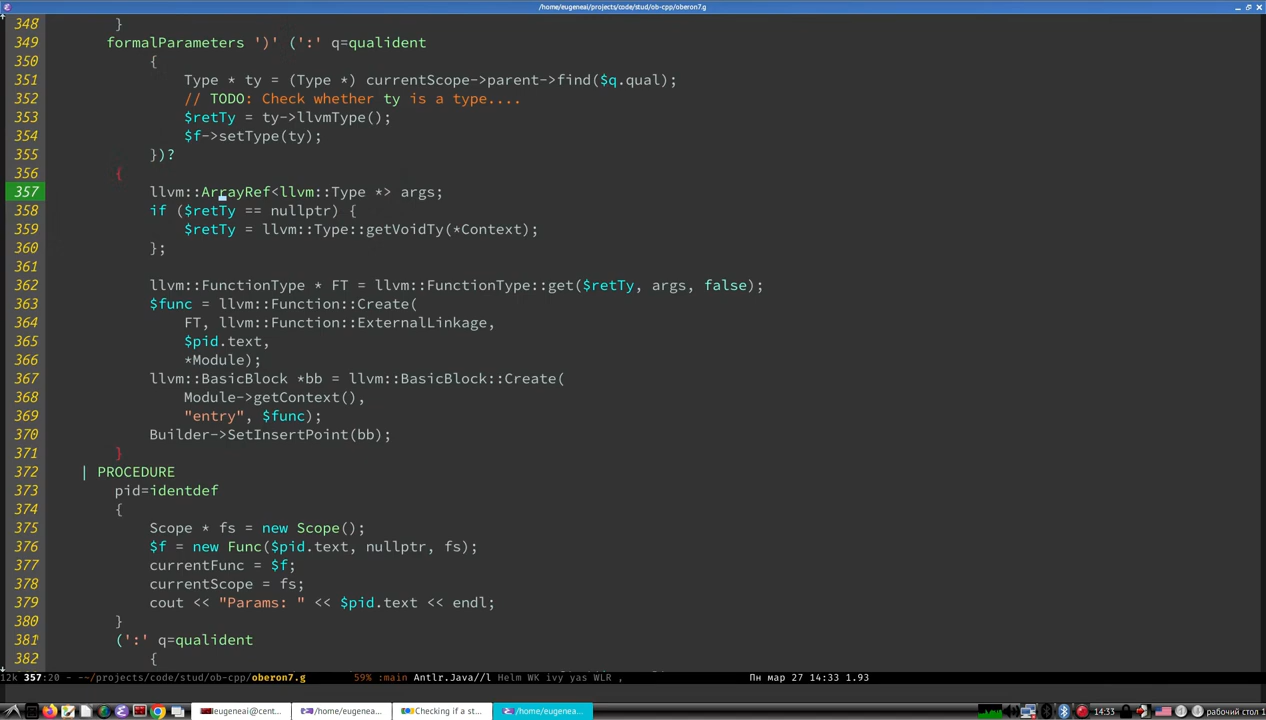 /home/eugeneai/projects/code/stud/ob-cpp/oberon7.g
348 }
349 formalParameters ')' (':' q=qualident
350 {
351 Type * ty = (Type *) currentScope->parent->find($q.qual);
352 // TODO: Check whether ty is a type....
353 $retTy = ty->llvmType();
354 $f->setType(ty);
355 })?
356 {
357 llvm::ArrayRef<llvm::Type *> args;
358 if ($retTy == nullptr) {
359 $retTy = llvm::Type::getVoidTy(*Context);
360 };
361
362 llvm::FunctionType * FT = llvm::FunctionType::get($retTy, args, false);
363 $func = llvm::Function::Create(
364 FT, llvm::Function::ExternalLinkage,
365 $pid.text,
366 *Module);
367 llvm::BasicBlock *bb = llvm::BasicBlock::Create(
368 Module->getContext(),
369 "entry", $func);
370 Builder->SetInsertPoint(bb);
371 }
372 | PROCEDURE
373 pid=identdef
374 {
375 Scope * fs = new Scope();
376 $f = new Func($pid.text, nullptr, fs);
377 currentFunc = $f;
378 currentScope = fs;
379 cout << "Params: " << $pid.text << endl;
380 }
381 (':' q=qualident
382 {
12k 357:20 - ~~/projects/code/stud/ob-cpp/oberon7.g 59% :main Antlr.Java//l Helm WK ivy yas WLR , Пн мар 27 14:33 1.93
eugeneai@cent... /home/eugenea... Checking if a st... /home/eugenea... 14:33 рабочий стол 1